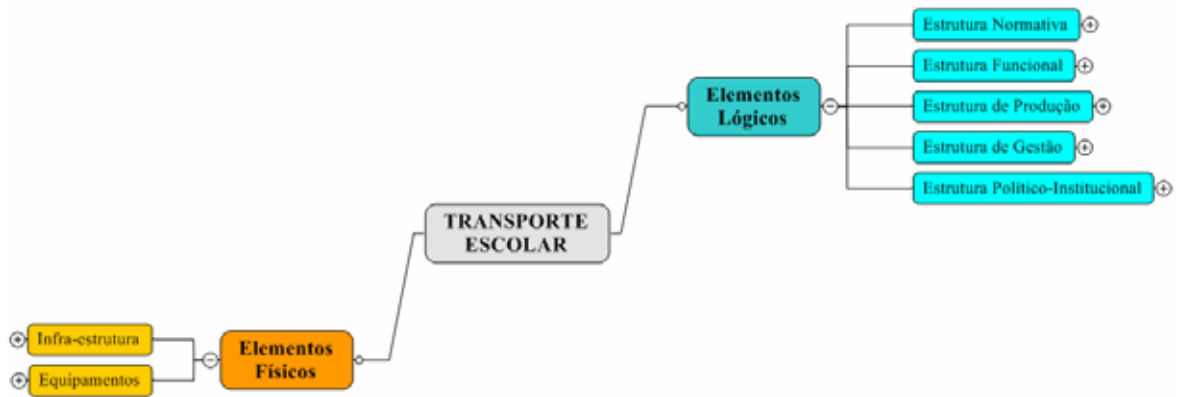 Estrutura Normativa
Estrutura Funcional
Elementos
Lógicos
Estrutura de Produção
Estrutura de Gestão
Estrutura Político-Institucional
TRANSPORTE
ESCOLAR
Infra-estrutura
Elementos
Físicos
Equipamentos